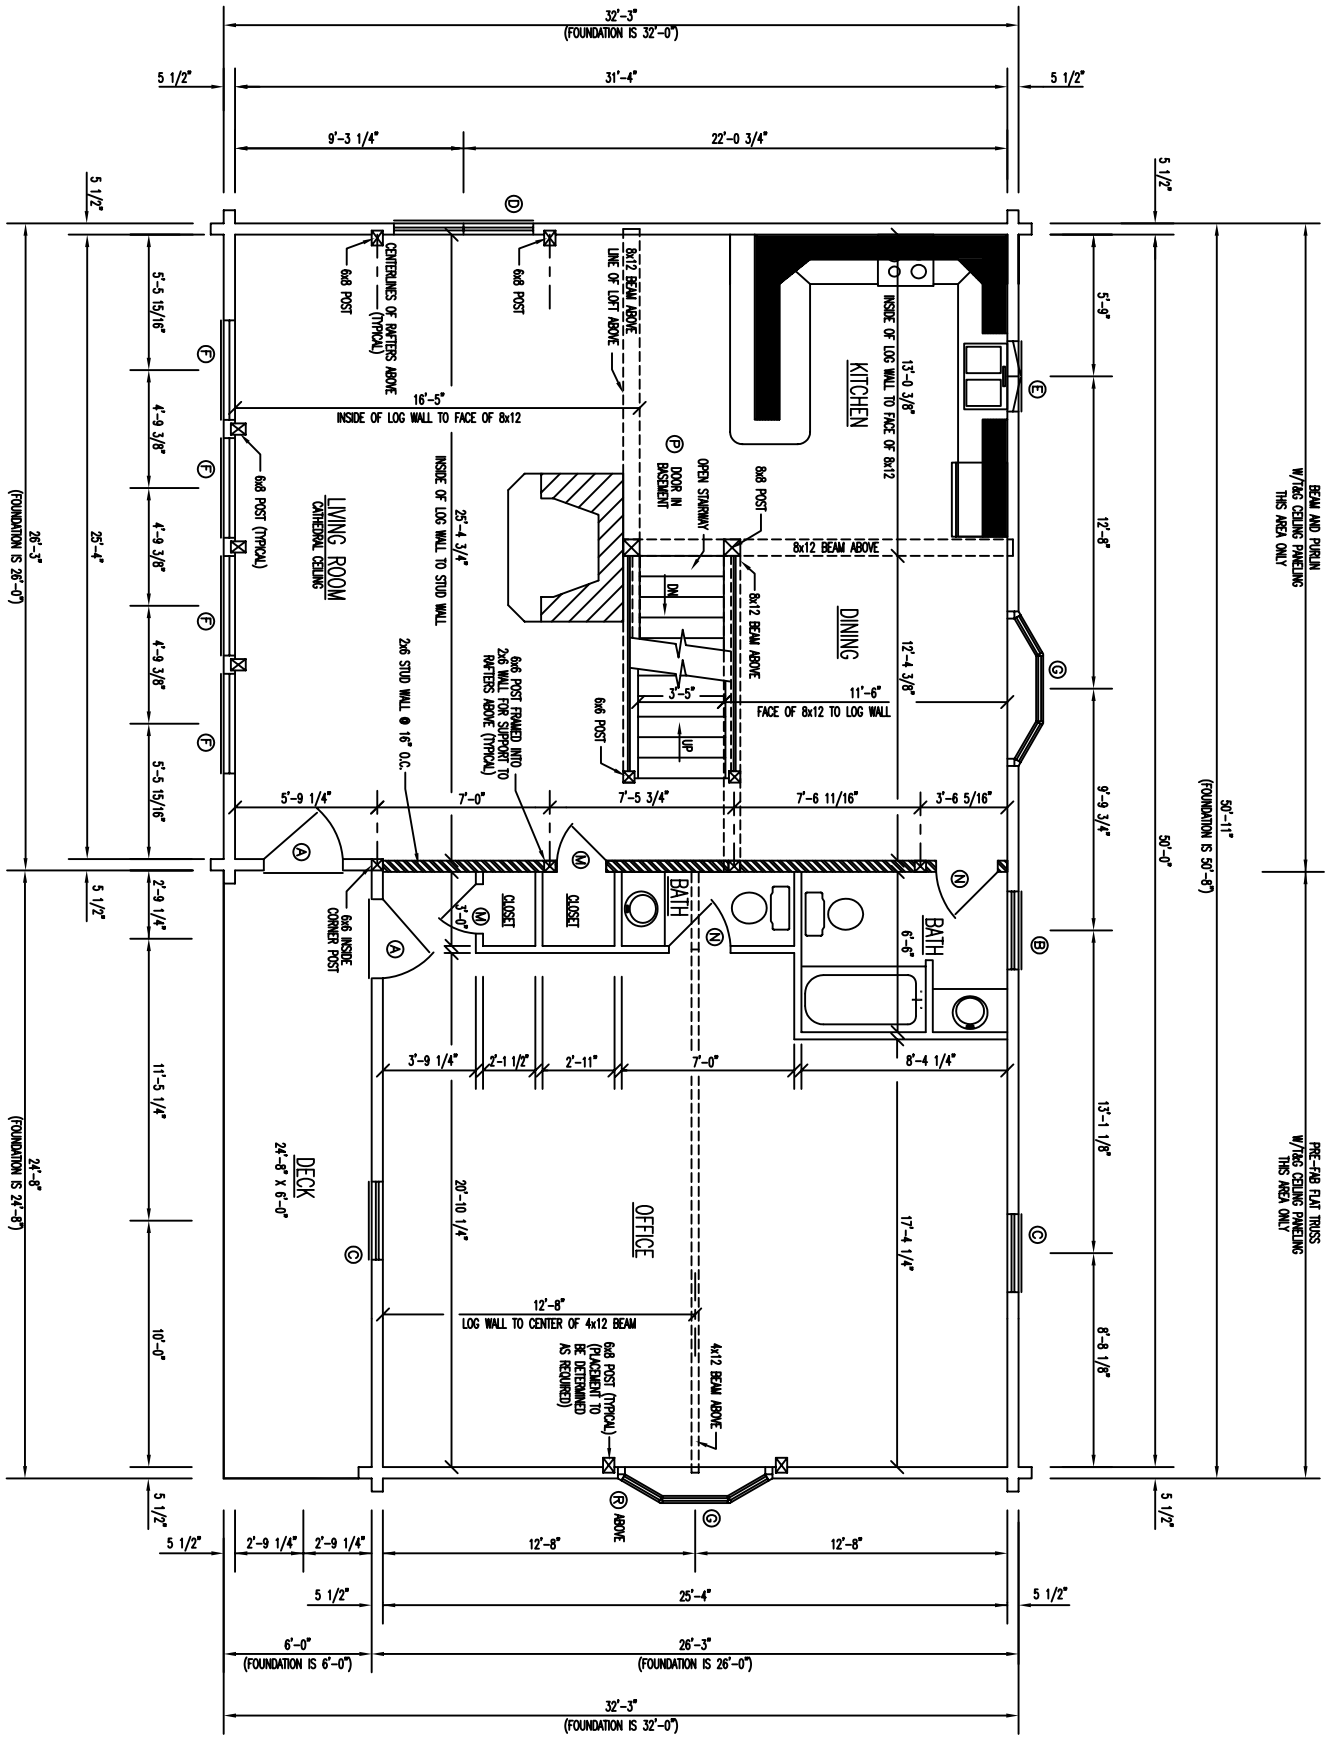 32'-3"
(FOUNDATION IS 32'-0")
5 1/2"
31'-4"
5 1/2"
9'-3 1/4"
22'-0 3/4"
BEAM AND PURLIN
W/T&G CEILING PANELING
THIS AREA ONLY
PRE-FAB FLAT TRUSS
W/T&G CEILING PANELING
THIS AREA ONLY
50'-11"
(FOUNDATION IS 50'-8")
5 1/2"
50'-0"
5 1/2"
5'-9"
12'-8"
9'-9 3/4"
13'-1 1/8"
8'-8 1/8"
E
G
B
C
KITCHEN
13'-0 3/8"
INSIDE OF LOG WALL TO FACE OF 8x12
DINING
12'-4 3/8"
11'-6"
FACE OF 8x12 TO LOG WALL
8x12 BEAM ABOVE
8x8 POST
8x12 BEAM ABOVE
OPEN STAIRWAY
P
DOOR IN
BASEMENT
DN
UP
3'-5"
6x6 POST
8x12 BEAM ABOVE
LINE OF LOFT ABOVE
D
6x8 POST
6x8 POST
CENTERLINES OF RAFTERS ABOVE
(TYPICAL)
16'-5"
INSIDE OF LOG WALL TO FACE OF 8x12
25'-4 3/4"
INSIDE OF LOG WALL TO STUD WALL
LIVING ROOM
CATHEDRAL CEILING
6x8 POST (TYPICAL)
6x6 POST FRAMED INTO
2x6 WALL FOR SUPPORT TO
RAFTERS ABOVE (TYPICAL)
2x6 STUD WALL @ 16" O.C.
5'-9 1/4"
7'-0"
7'-5 3/4"
7'-6 11/16"
3'-6 5/16"
A
M
N
A
M
N
3'-0"
CLOSET
CLOSET
BATH
BATH
6'-6"
6x6 INSIDE
CORNER POST
3'-9 1/4"
2'-1 1/2"
2'-11"
7'-0"
8'-4 1/4"
OFFICE
17'-4 1/4"
20'-10 1/4"
12'-8"
LOG WALL TO CENTER OF 4x12 BEAM
4x12 BEAM ABOVE
6x8 POST (TYPICAL)
(PLACEMENT TO
BE DETERMINED
AS REQUIRED)
R ABOVE
G
DECK
24'-8" X 6'-0"
C
F
F
F
F
5'-5 15/16"
4'-9 3/8"
4'-9 3/8"
4'-9 3/8"
5'-5 15/16"
2'-9 1/4"
11'-5 1/4"
10'-0"
5 1/2"
25'-4"
5 1/2"
5 1/2"
26'-3"
(FOUNDATION IS 26'-0")
24'-8"
(FOUNDATION IS 24'-8")
5 1/2"
2'-9 1/4"
2'-9 1/4"
12'-8"
12'-8"
5 1/2"
25'-4"
5 1/2"
6'-0"
(FOUNDATION IS 6'-0")
26'-3"
(FOUNDATION IS 26'-0")
32'-3"
(FOUNDATION IS 32'-0")